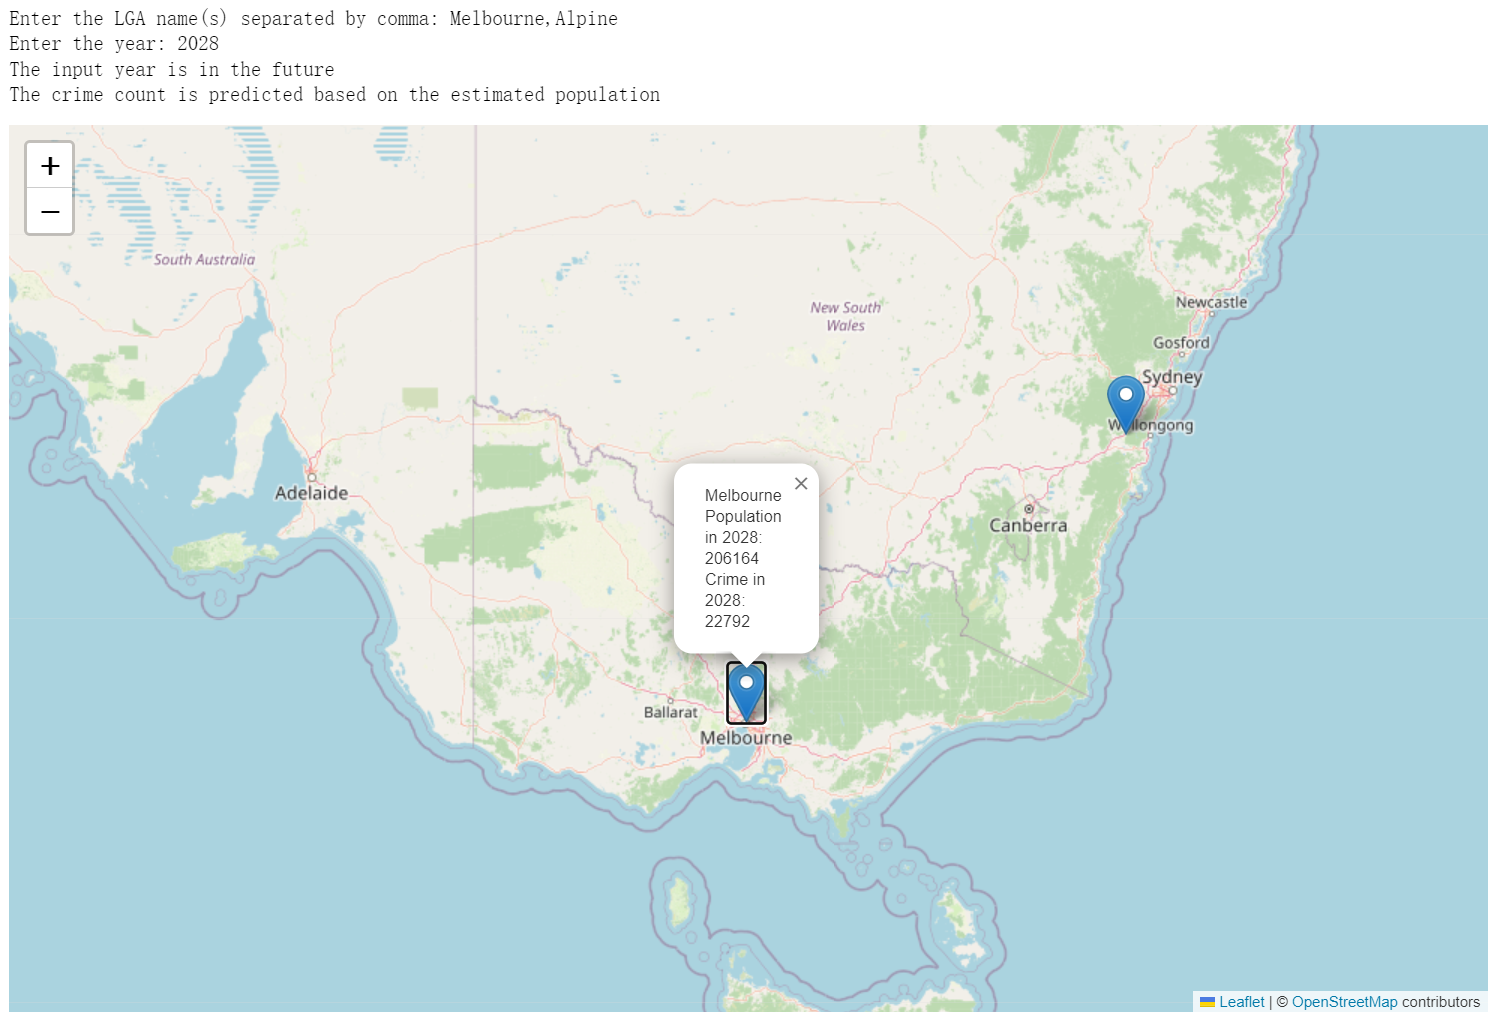 Enter the LGA name(s) separated by comma: Melbourne,Alpine
Enter the year: 2028
The input year is in the future
The crime count is predicted based on the estimated population
+
−
South Australia
New South
Wales
Newcastle
Gosford
Sydney
Wollongong
Adelaide
Canberra
Melbourne
Population
in 2028:
206164
Crime in
2028:
22792
×
Ballarat
Melbourne
Leaflet | © OpenStreetMap contributors